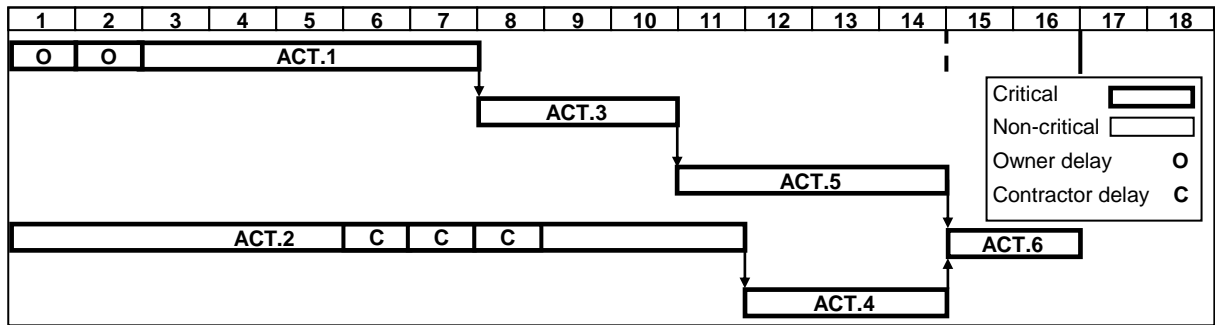 1 2 3 4 5 6 7 8 9 10 11 12 13 14 15 16 17 18
O O ACT.1
Critical
ACT.3
Non-critical
Owner delay O
ACT.5
Contractor delay C
ACT.2 C C C
ACT.6
ACT.4